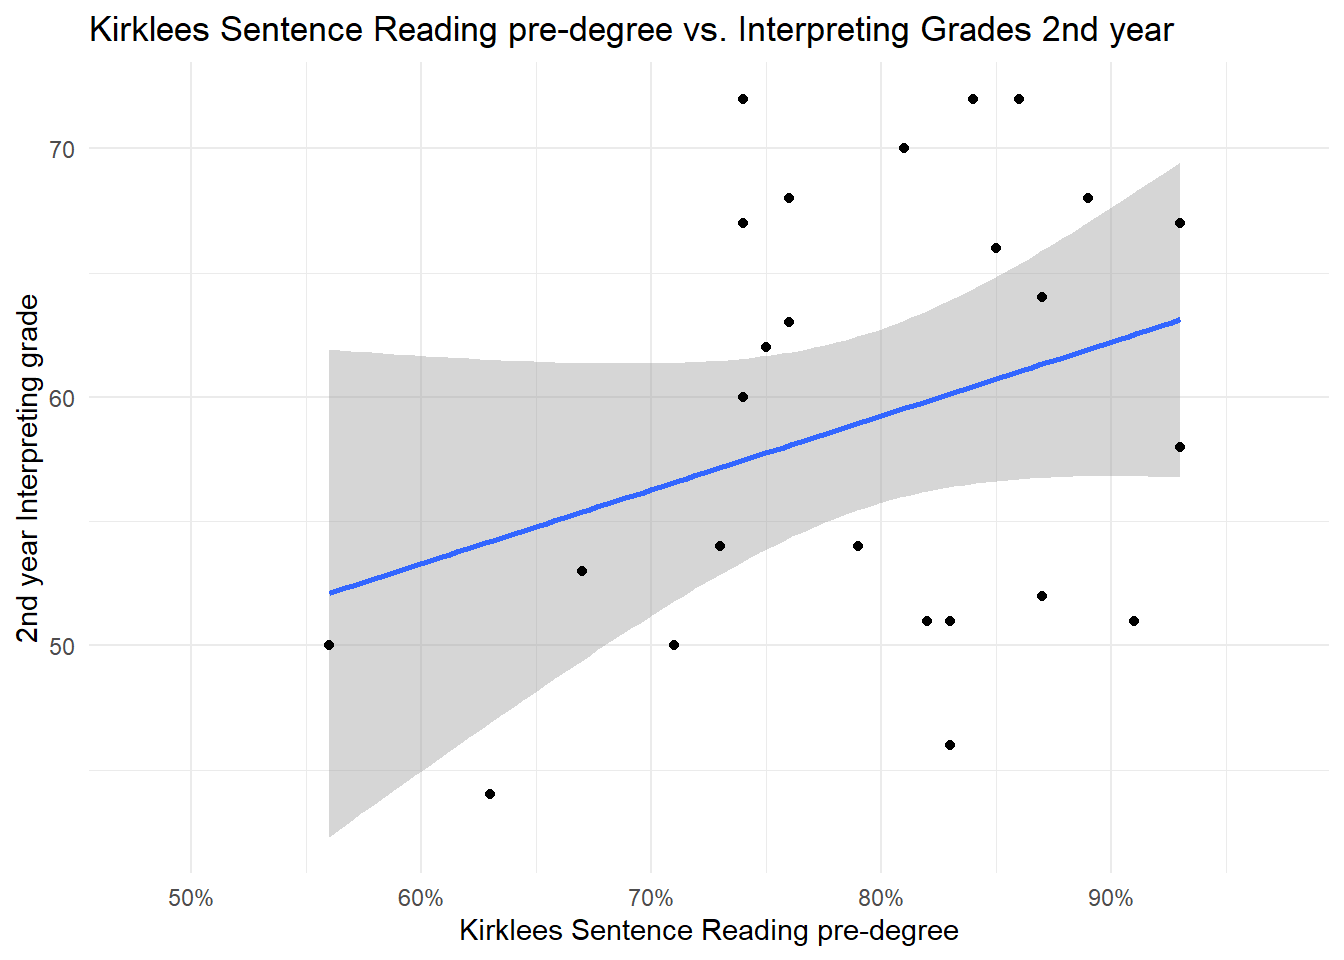 Kirklees Sentence Reading pre-degree vs. Interpreting Grades 2nd year
2nd year Interpreting grade
70
60
50
50%
60%
70%
80%
90%
Kirklees Sentence Reading pre-degree